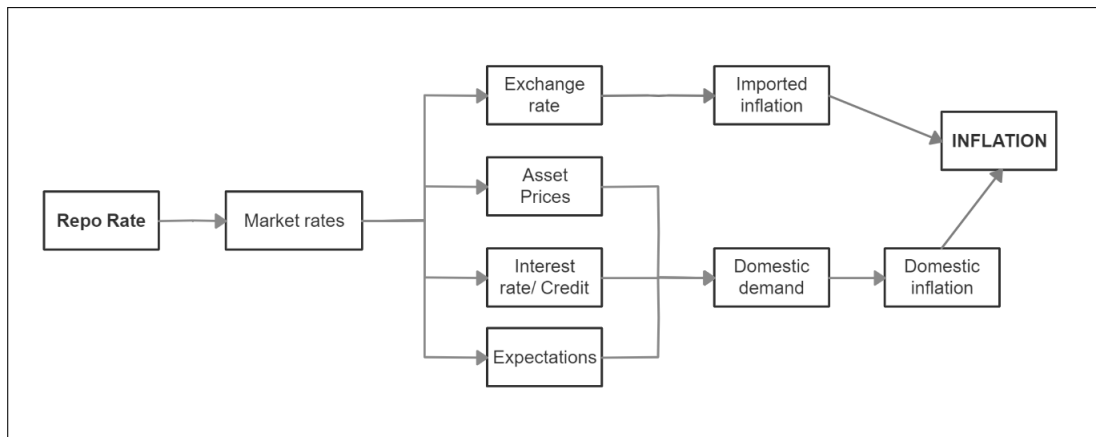 Exchange
rate
Imported
inflation
INFLATION
Asset
Prices
Repo Rate
Market rates
Interest
rate/ Credit
Domestic
demand
Domestic
inflation
Expectations